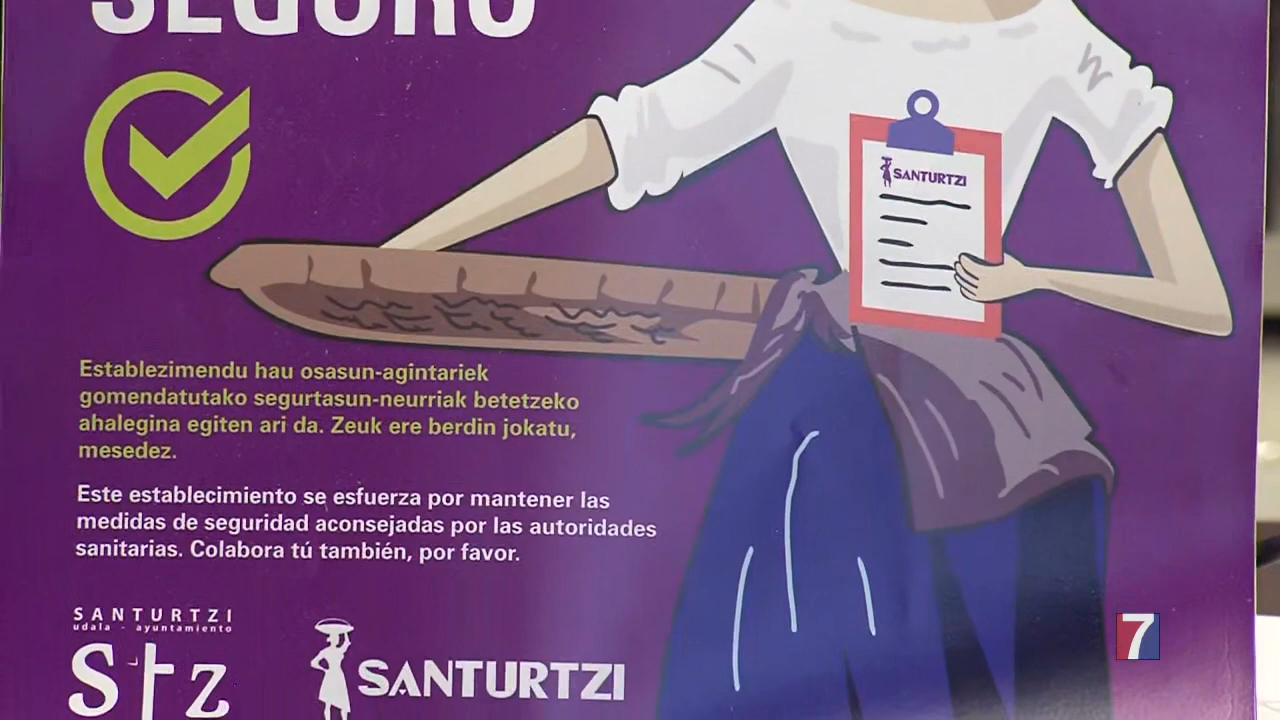 SEGURO
SANTURTZI
Establezimendu hau osasun-agintariek
gomendatutako segurtasun-neurriak betetzeko
ahalegina egiten ari da. Zeuk ere berdin jokatu,
mesedez.
Este establecimiento se esfuerza por mantener las
medidas de seguridad aconsejadas por las autoridades
sanitarias. Colabora tú también, por favor.
SANTURTZI
udala - ayuntamiento
Stz
SANTURTZI
7